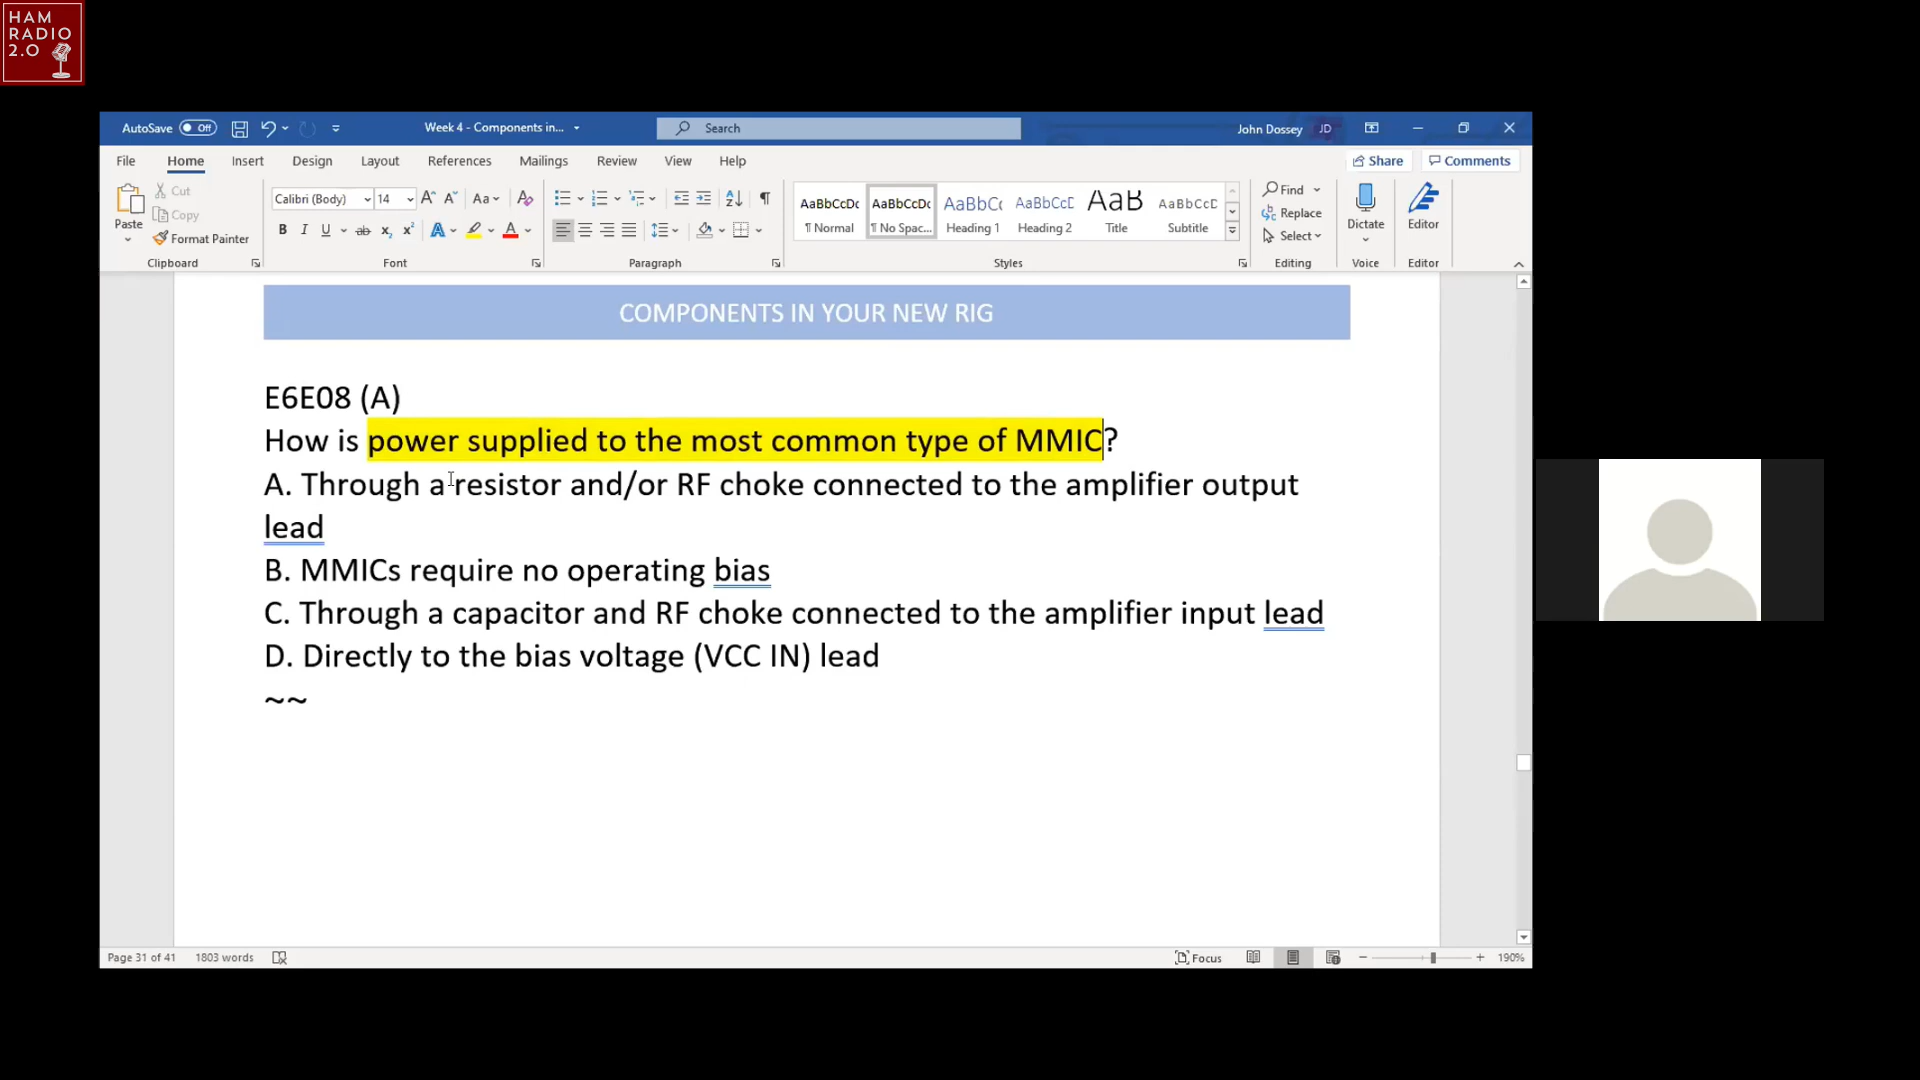 HAM
RADIO
2.0
AutoSave Off
Week 4 - Components in...
Search
John Dossey JD
File Home Insert Design Layout References Mailings Review View Help
Share Comments
Paste
Cut
Copy
Format Painter
Clipboard
Calibri (Body) 14
Font
Paragraph
AaBbCcDc AaBbCcDc AaBbCc AaBbCcD AaB AaBbCcD
¶ Normal ¶ No Spac... Heading 1 Heading 2 Title Subtitle
Styles
Find
Replace
Select
Editing
Dictate
Voice
Editor
Editor
COMPONENTS IN YOUR NEW RIG
E6E08 (A)
How is power supplied to the most common type of MMIC?
A. Through a resistor and/or RF choke connected to the amplifier output
lead
B. MMICs require no operating bias
C. Through a capacitor and RF choke connected to the amplifier input lead
D. Directly to the bias voltage (VCC IN) lead
~~
Page 31 of 41 1803 words
Focus
190%